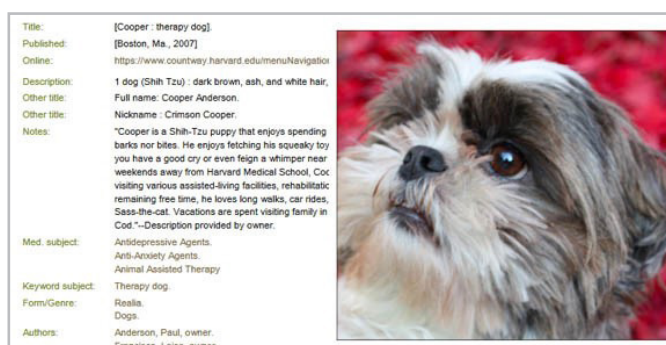 Title: [Cooper : therapy dog].
Published: [Boston, Ma., 2007]
Online: https://www.countway.harvard.edu/menuNavigation
Description: 1 dog (Shih Tzu) : dark brown, ash, and white hair,
Other title: Full name: Cooper Anderson.
Other title: Nickname : Crimson Cooper.
Notes: "Cooper is a Shih-Tzu puppy that enjoys spending
barks nor bites. He enjoys fetching his squeaky toy
you have a good cry or even feign a whimper near
weekends away from Harvard Medical School, Coo
visiting various assisted-living facilities, rehabilitatio
remaining free time, he loves long walks, car rides,
Sass-the-cat. Vacations are spent visiting family in
Cod."--Description provided by owner.
Med. subject: Antidepressive Agents.
Anti-Anxiety Agents.
Animal Assisted Therapy
Keyword subject: Therapy dog.
Form/Genre: Realia.
Dogs.
Authors: Anderson, Paul, owner.